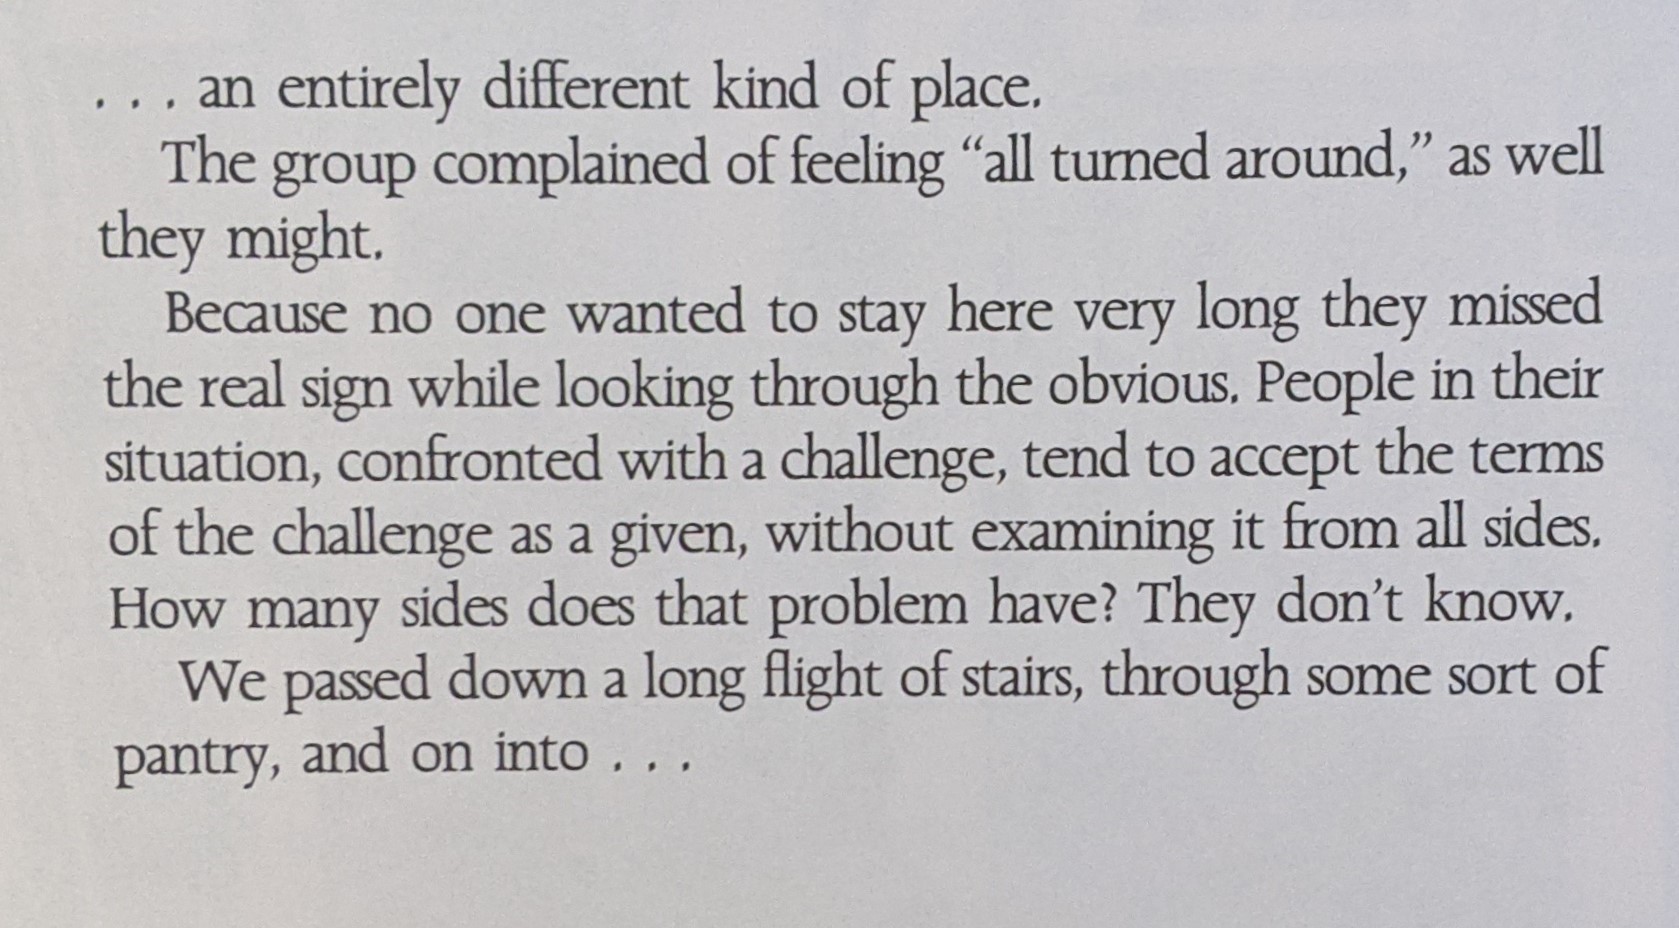 . . . an entirely different kind of place.
The group complained of feeling “all turned around,” as well
they might.
Because no one wanted to stay here very long they missed
the real sign while looking through the obvious. People in their
situation, confronted with a challenge, tend to accept the terms
of the challenge as a given, without examining it from all sides.
How many sides does that problem have? They don’t know.
We passed down a long flight of stairs, through some sort of
pantry, and on into . . .